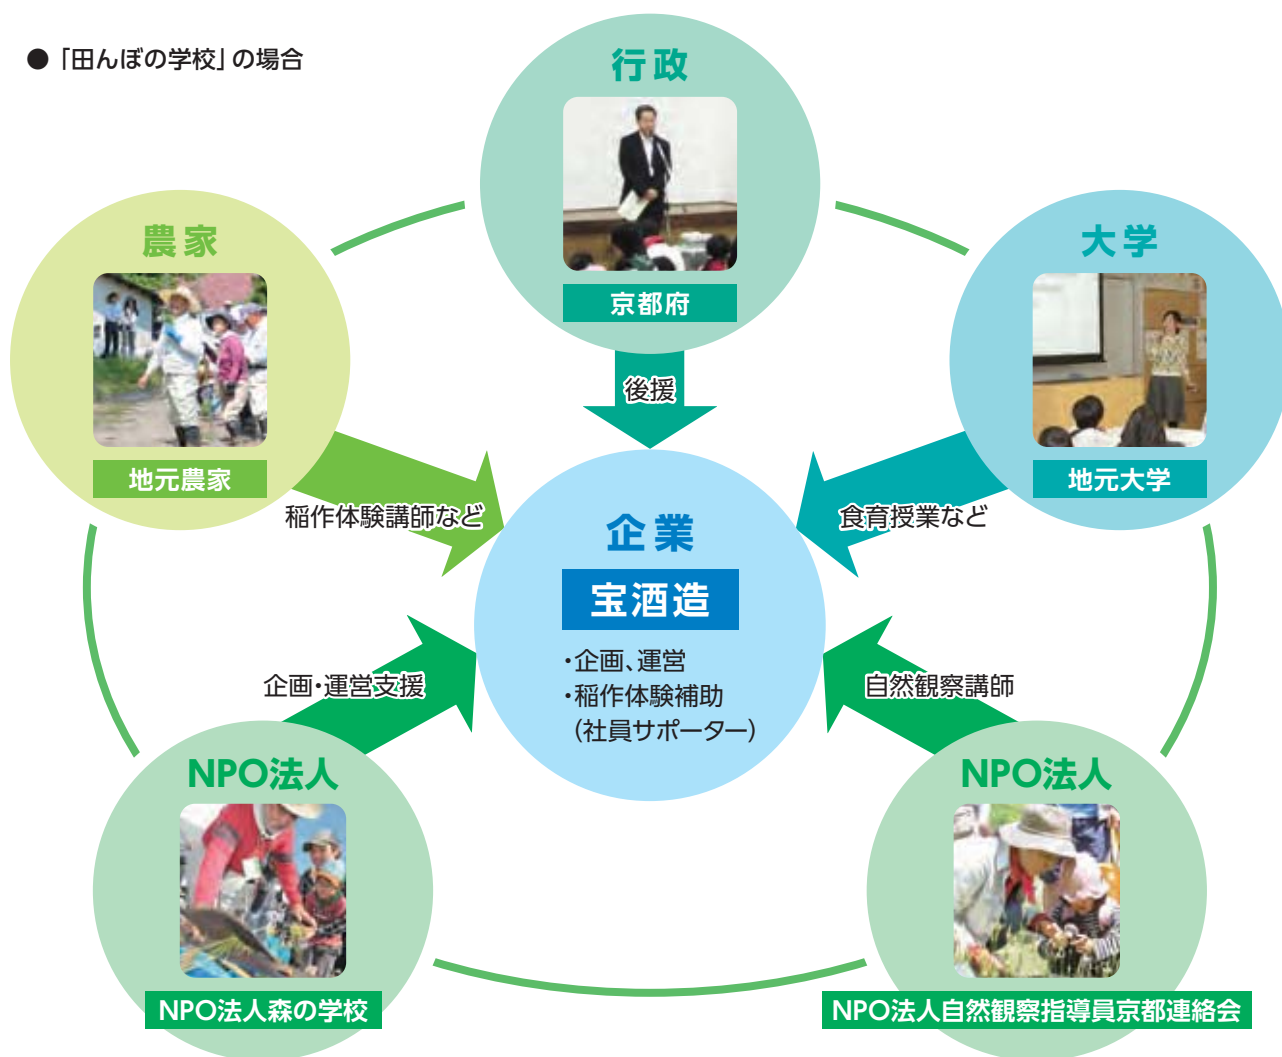 ●「田んぼの学校」の場合
行政
京都府
後援
農家
地元農家
稲作体験講師など
大学
地元大学
食育授業など
企業
宝酒造
・企画、運営
・稲作体験補助
(社員サポーター)
企画・運営支援
NPO法人
NPO法人森の学校
自然観察講師
NPO法人
NPO法人自然観察指導員京都連絡会